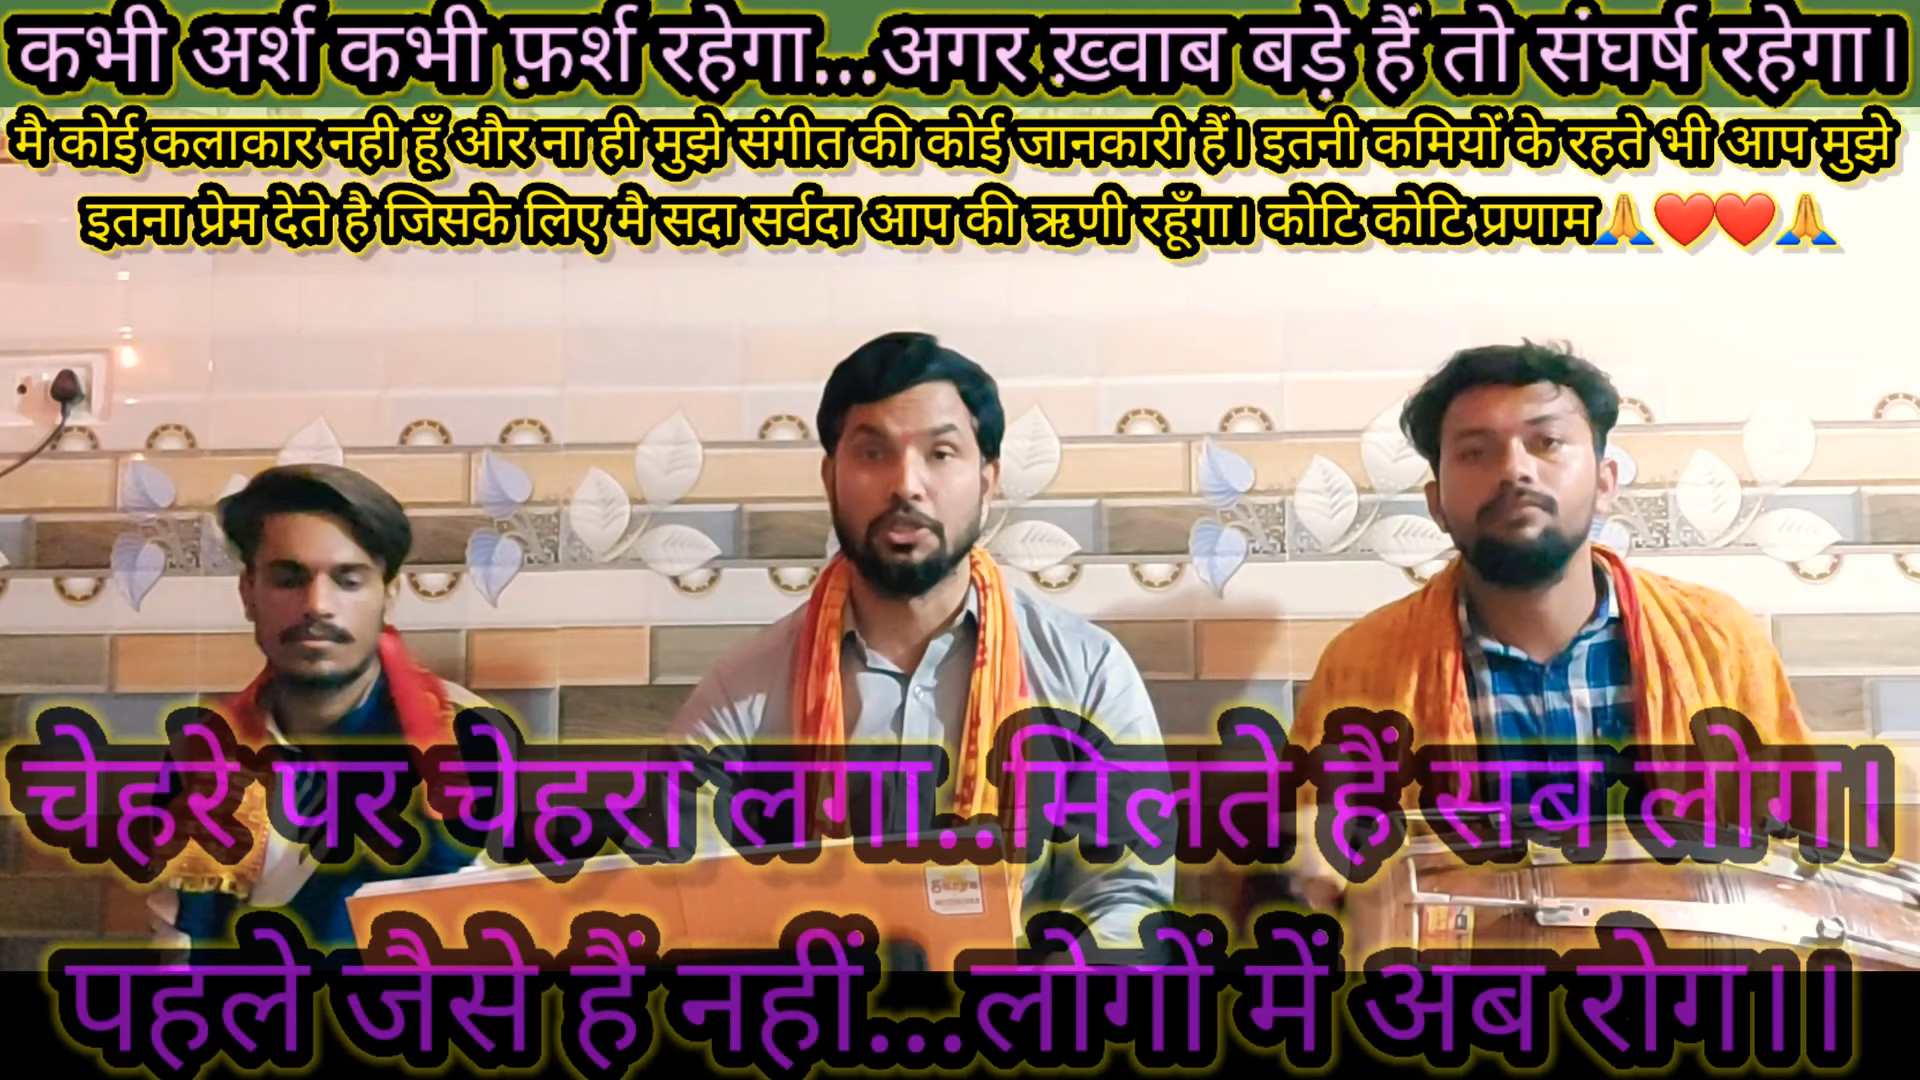 कभी अर्श कभी फ़र्श रहेगा...अगर ख़्वाब बड़े हैं तो संघर्ष रहेगा।
मै कोई कलाकार नही हूँ और ना ही मुझे संगीत की कोई जानकारी हैं। इतनी कमियों के रहते भी आप मुझे
इतना प्रेम देते है जिसके लिए मै सदा सर्वदा आप की ऋणी रहूँगा। कोटि कोटि प्रणाम🙏❤️❤️🙏
चेहरे पर चेहरा लगा..मिलते हैं सब लोग।
पहले जैसे हैं नहीं...लोगों में अब रोग।।